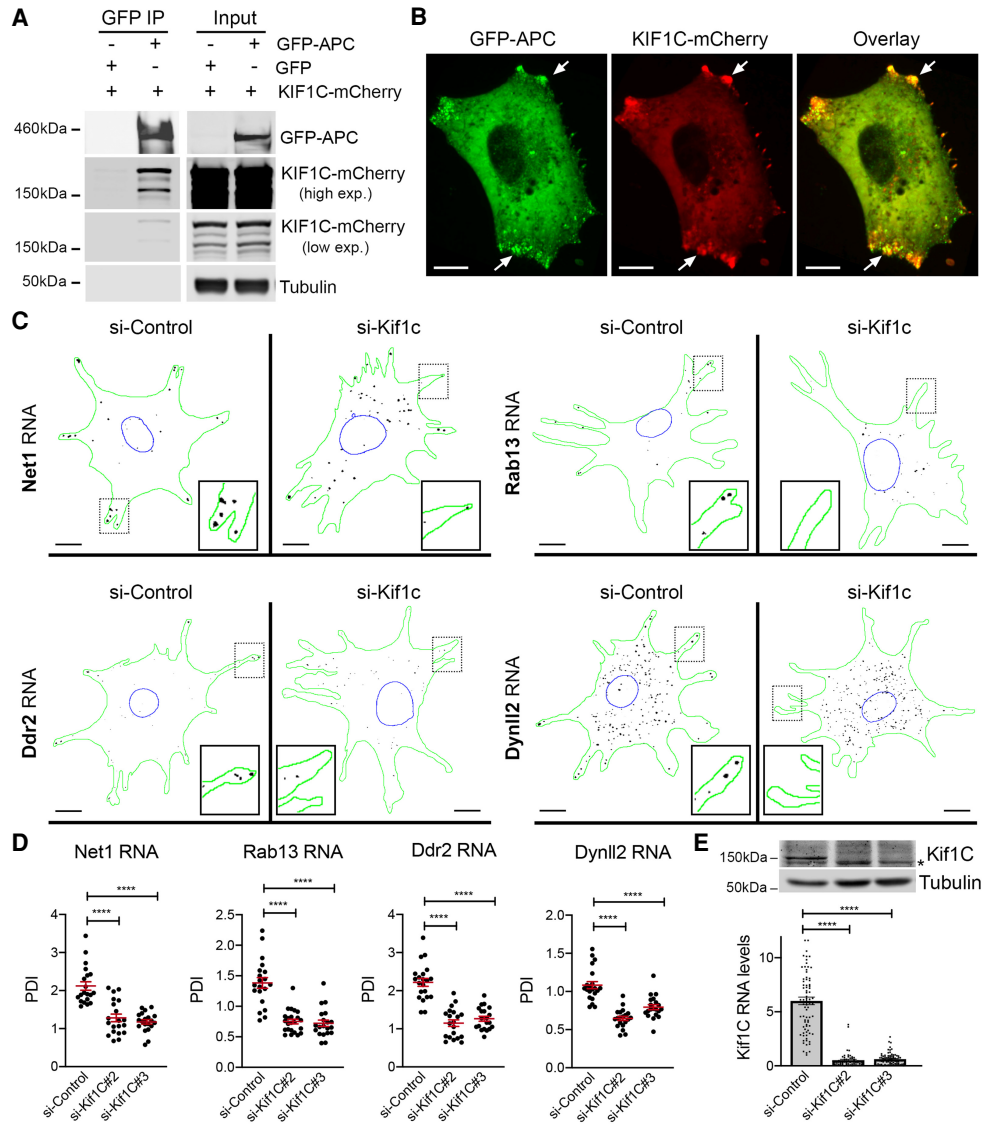 A
GFP IP Input
- + - + GFP-APC
+ - + - GFP
+ + + + KIF1C-mCherry
460kDa GFP-APC
150kDa KIF1C-mCherry
(high exp.)
150kDa KIF1C-mCherry
(low exp.)
50kDa Tubulin
B
GFP-APC KIF1C-mCherry Overlay
C
si-Control si-Kif1c
Net1 RNA
si-Control si-Kif1c
Rab13 RNA
si-Control si-Kif1c
Ddr2 RNA
si-Control si-Kif1c
Dynll2 RNA
D
Net1 RNA
****
****
PDI
4
3
2
1
0
si-Control
si-Kif1C#2
si-Kif1C#3
Rab13 RNA
****
****
PDI
2.5
2.0
1.5
1.0
0.5
0.0
si-Control
si-Kif1C#2
si-Kif1C#3
Ddr2 RNA
****
****
PDI
4
3
2
1
0
si-Control
si-Kif1C#2
si-Kif1C#3
Dynll2 RNA
****
****
PDI
2.0
1.5
1.0
0.5
0.0
si-Control
si-Kif1C#2
si-Kif1C#3
E
150kDa Kif1C
*
50kDa Tubulin
****
****
Kif1C RNA levels
10
5
0
si-Control
si-Kif1C#2
si-Kif1C#3